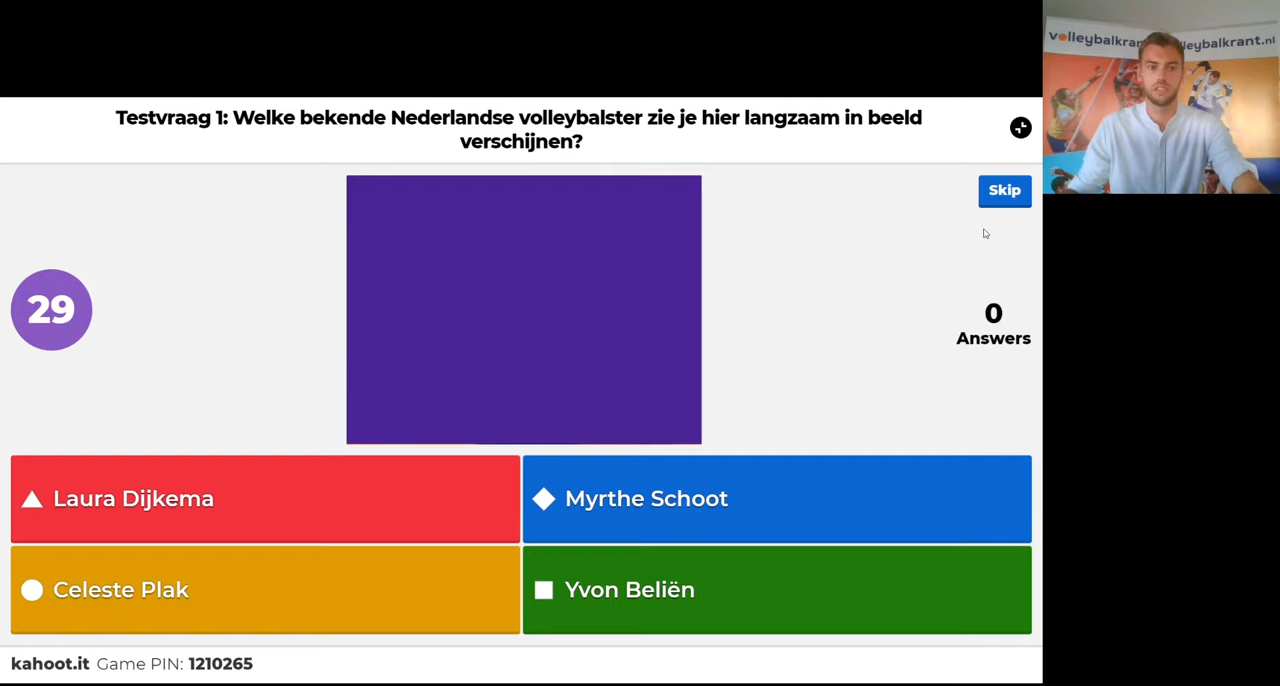 volleybalkrant.nl
Testvraag 1: Welke bekende Nederlandse volleybalster zie je hier langzaam in beeld
verschijnen?
Skip
29
0
Answers
Laura Dijkema
Myrthe Schoot
Celeste Plak
Yvon Beliën
kahoot.it Game PIN: 1210265